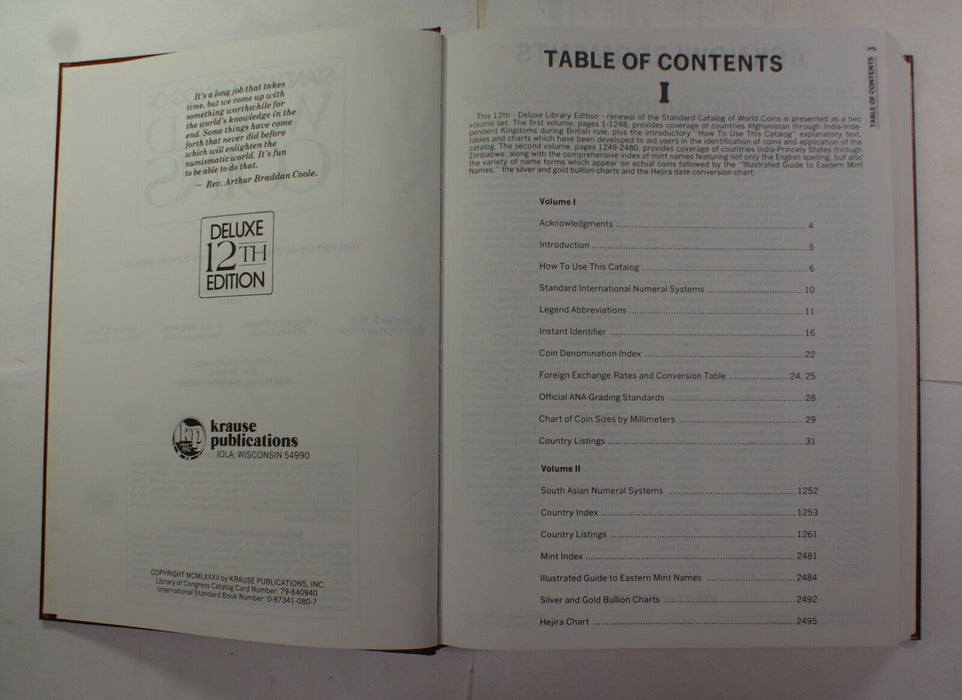 It's a long job that takes
time, but we come up with
something worthwhile for
the world's knowledge in the
end. Some things have come
forth that never did before
which will enlighten the
numismatic world. It's fun
to be able to do that.
— Rev. Arthur Braddan Coole.
DELUXE
12TH
EDITION
kp
krause
publications
IOLA, WISCONSIN 54990
COPYRIGHT MCMLXXXV by KRAUSE PUBLICATIONS, INC.
Library of Congress Catalog Card Number: 79-640940
International Standard Book Number: 0-87341-080-7
TABLE OF CONTENTS 3
TABLE OF CONTENTS
I
This 12th - Deluxe Library Edition - renewal of the Standard Catalog of World Coins is presented as a two
volume set. The first volume, pages 1-1248, provides coverage of countries Afghanistan through India-Inde-
pendent Kingdoms during British rule, plus the introductory "How To Use This Catalog" explanatory text,
tables and charts which have been developed to aid users in the identification of coins and application of the
catalog. The second volume, pages 1249-2480, provides coverage of countries India-Princely States through
Zimbabwe, along with the comprehensive index of mint names featuring not only the English spelling, but also
the variety of name forms which appear on actual coins followed by the "Illustrated Guide to Eastern Mint
Names," the silver and gold bullion charts and the Hejira date conversion chart.
Volume I
Acknowledgments ... 4
Introduction ... 5
How To Use This Catalog ... 6
Standard International Numeral Systems ... 10
Legend Abbreviations ... 11
Instant Identifier ... 16
Coin Denomination Index ... 22
Foreign Exchange Rates and Conversion Table ... 24, 25
Official ANA Grading Standards ... 28
Chart of Coin Sizes by Millimeters ... 29
Country Listings ... 31
Volume II
South Asian Numeral Systems ... 1252
Country Index ... 1253
Country Listings ... 1261
Mint Index ... 2481
Illustrated Guide to Eastern Mint Names ... 2484
Silver and Gold Bullion Charts ... 2492
Hejira Chart ... 2495